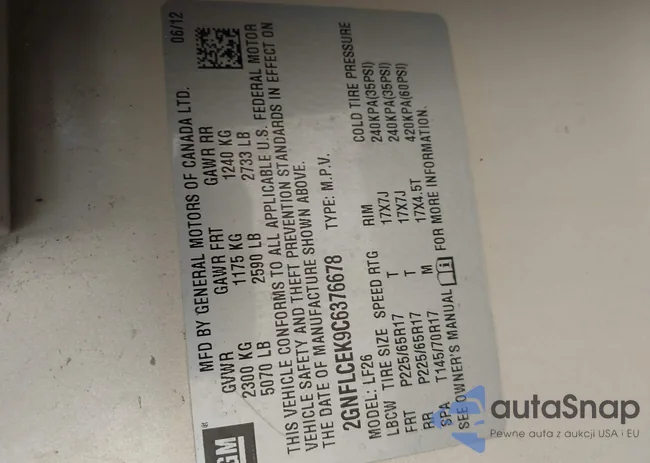 GM
MFD BY GENERAL MOTORS OF CANADA LTD. 06/12
GVWR GAWR FRT GAWR RR
2300 KG 1175 KG 1240 KG
5070 LB 2590 LB 2733 LB
THIS VEHICLE CONFORMS TO ALL APPLICABLE U.S. FEDERAL MOTOR
VEHICLE SAFETY AND THEFT PREVENTION STANDARDS IN EFFECT ON
THE DATE OF MANUFACTURE SHOWN ABOVE.
2GNFLCEK9C6376678 TYPE: M.P.V.
MODEL: LF26
LBCW TIRE SIZE SPEED RTG RIM COLD TIRE PRESSURE
FRT P225/65R17 T 17X7J 240KPA(35PSI)
RR P225/65R17 T 17X7J 240KPA(35PSI)
SPA T145/70R17 M 17X4.5T 420KPA(60PSI)
SEE OWNER'S MANUAL FOR MORE INFORMATION.
autaSnap
Pewne auta z aukcji USA i EU